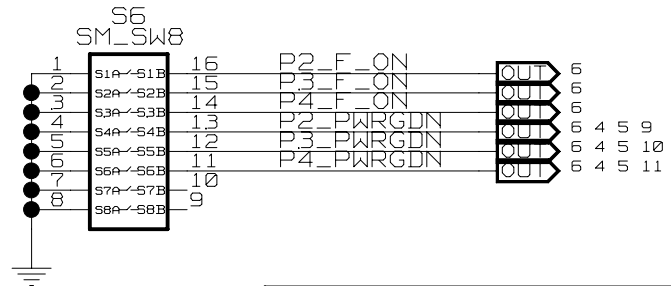 S6
SM_SW8
1 S1A S1B 16 P2_F_ON OUT 6
2 S2A S2B 15 P3_F_ON OUT 6
3 S3A S3B 14 P4_F_ON OUT 6
4 S4A S4B 13 P2_PWRGDN OUT 6 4 5 9
5 S5A S5B 12 P3_PWRGDN OUT 6 4 5 10
6 S6A S6B 11 P4_PWRGDN OUT 6 4 5 11
7 S7A S7B 10
8 S8A S8B 9